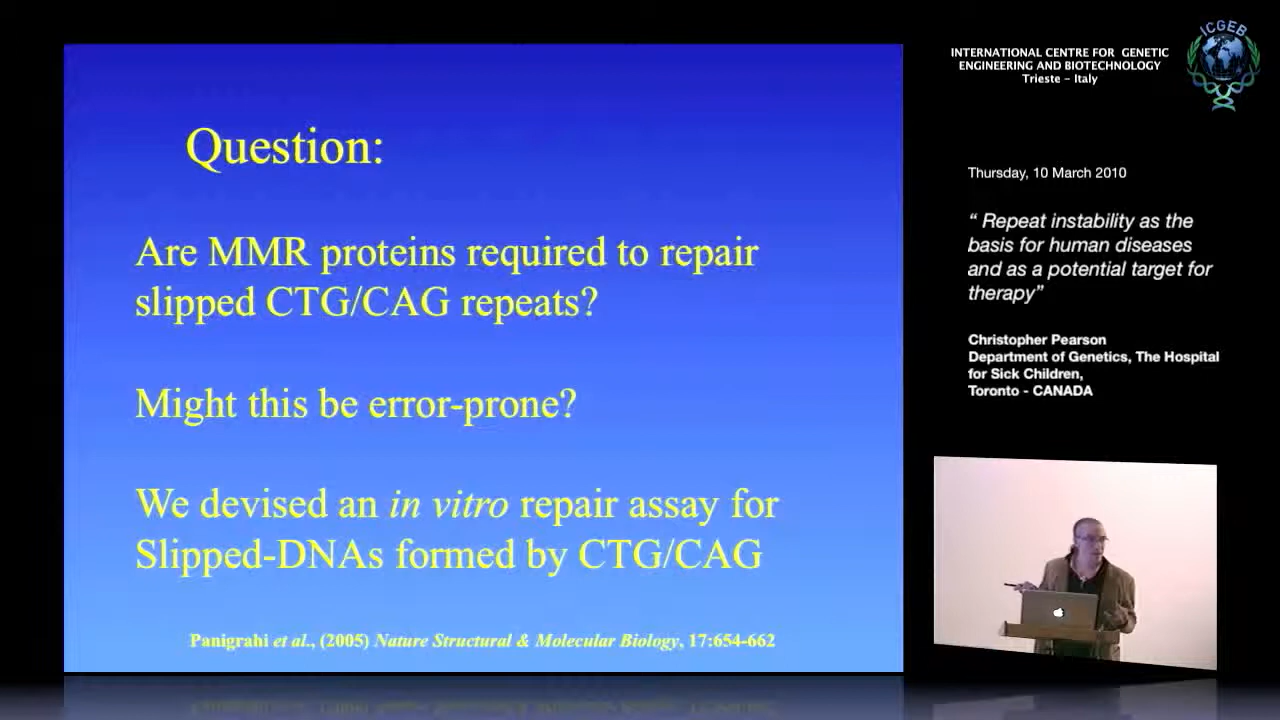 Question:
Are MMR proteins required to repair
slipped CTG/CAG repeats?
Might this be error-prone?
We devised an in vitro repair assay for
Slipped-DNAs formed by CTG/CAG
Panigrahi et al., (2005) Nature Structural & Molecular Biology, 17:654-662
INTERNATIONAL CENTRE FOR GENETIC
ENGINEERING AND BIOTECHNOLOGY
Trieste - Italy
ICGEB
Thursday, 10 March 2010
“ Repeat instability as the
basis for human diseases
and as a potential target for
therapy”
Christopher Pearson
Department of Genetics, The Hospital
for Sick Children,
Toronto - CANADA